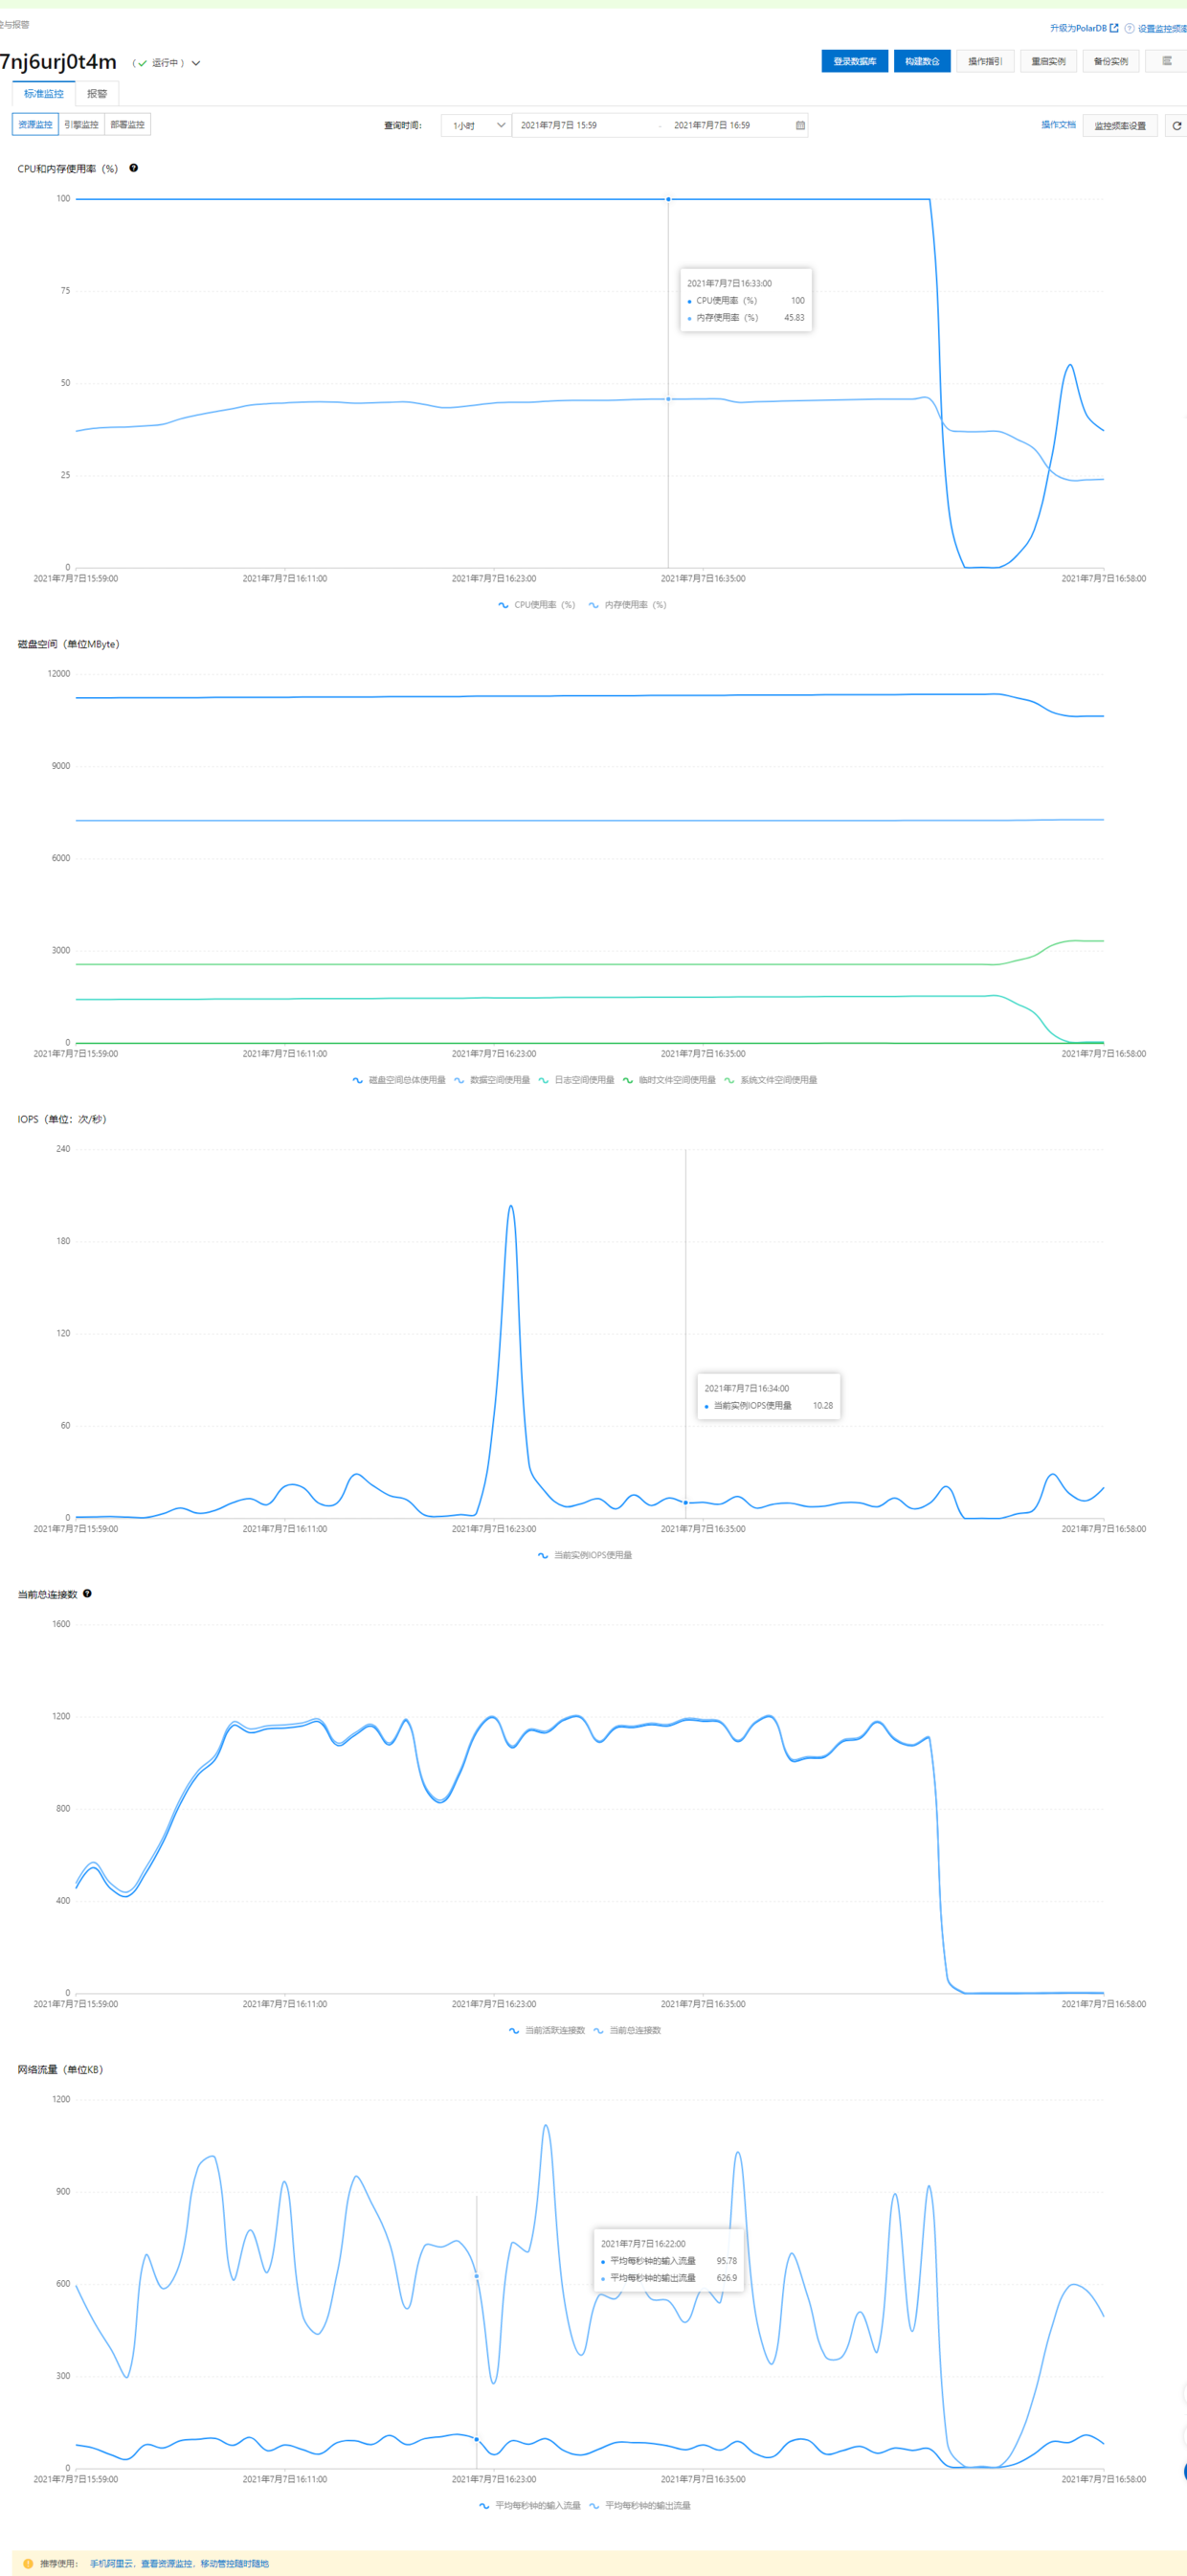 控与报警
升级为PolarDB 设置监控频率
7nj6urj0t4m （ 运行中 ）
登录数据库 构建数仓 操作指引 重启实例 备份实例
标准监控 报警
资源监控 引擎监控 部署监控 查询时间： 1小时 2021年7月7日 15:59 - 2021年7月7日 16:59 操作文档 监控频率设置
CPU和内存使用率（%）
100
75
50
25
0
2021年7月7日16:33:00
CPU使用率（%） 100
内存使用率（%） 45.83
2021年7月7日15:59:00 2021年7月7日16:11:00 2021年7月7日16:23:00 2021年7月7日16:35:00 2021年7月7日16:58:00
CPU使用率（%） 内存使用率（%）
磁盘空间（单位MByte）
12000
9000
6000
3000
0
2021年7月7日15:59:00 2021年7月7日16:11:00 2021年7月7日16:23:00 2021年7月7日16:35:00 2021年7月7日16:58:00
磁盘空间总体使用量 数据空间使用量 日志空间使用量 临时文件空间使用量 系统文件空间使用量
IOPS（单位：次/秒）
240
180
120
60
0
2021年7月7日16:34:00
当前实例IOPS使用量 10.28
2021年7月7日15:59:00 2021年7月7日16:11:00 2021年7月7日16:23:00 2021年7月7日16:35:00 2021年7月7日16:58:00
当前实例IOPS使用量
当前总连接数
1600
1200
800
400
0
2021年7月7日15:59:00 2021年7月7日16:11:00 2021年7月7日16:23:00 2021年7月7日16:35:00 2021年7月7日16:58:00
当前活跃连接数 当前总连接数
网络流量（单位KB）
1200
900
600
300
0
2021年7月7日16:22:00
平均每秒钟的输入流量 95.78
平均每秒钟的输出流量 626.9
2021年7月7日15:59:00 2021年7月7日16:11:00 2021年7月7日16:23:00 2021年7月7日16:35:00 2021年7月7日16:58:00
平均每秒钟的输入流量 平均每秒钟的输出流量
推荐使用： 手机阿里云，查看资源监控，移动管控随时随地